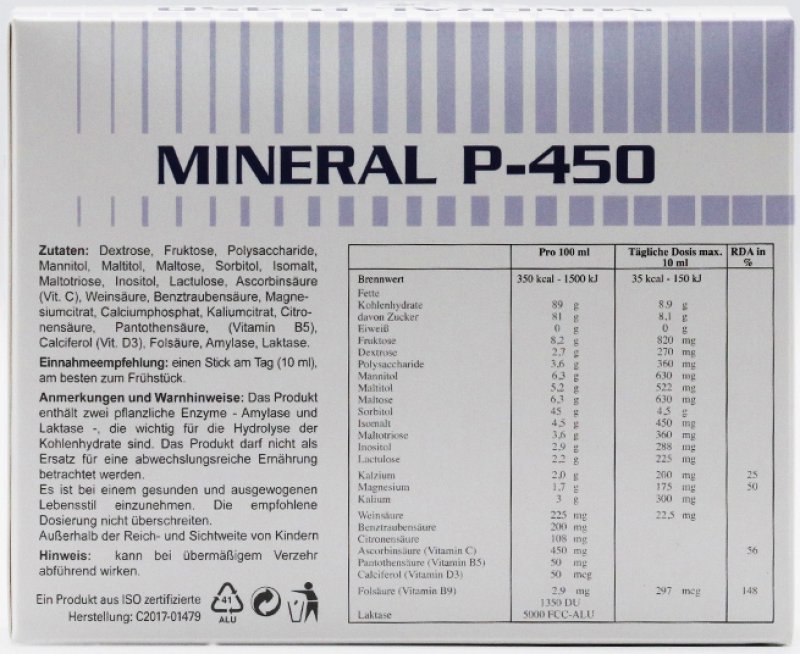 MINERAL P-450
Zutaten: Dextrose, Fruktose, Polysaccharide,
Mannitol, Maltitol, Maltose, Sorbitol, Isomalt,
Maltotriose, Inositol, Lactulose, Ascorbinsäure
(Vit. C), Weinsäure, Benztraubensäure, Magne-
siumcitrat, Calciumphosphat, Kaliumcitrat, Citro-
nensäure, Pantothensäure, (Vitamin B5),
Calciferol (Vit. D3), Folsäure, Amylase, Laktase.
Einnahmeempfehlung: einen Stick am Tag (10 ml),
am besten zum Frühstück.
Anmerkungen und Warnhinweise: Das Produkt
enthält zwei pflanzliche Enzyme - Amylase und
Laktase -, die wichtig für die Hydrolyse der
Kohlenhydrate sind. Das Produkt darf nicht als
Ersatz für eine abwechslungsreiche Ernährung
betrachtet werden.
Es ist bei einem gesunden und ausgewogenen
Lebensstil einzunehmen. Die empfohlene
Dosierung nicht überschreiten.
Außerhalb der Reich- und Sichtweite von Kindern
Hinweis: kann bei übermäßigem Verzehr
abführend wirken.
Ein Produkt aus ISO zertifizierte
Herstellung: C2017-01479
41
ALU
Pro 100 ml Tägliche Dosis max. 10 ml RDA in %
Brennwert 350 kcal - 1500 kJ 35 kcal - 150 kJ
Fette
Kohlenhydrate 89 g 8,9 g
davon Zucker 81 g 8,1 g
Eiweiß 0 g 0 g
Fruktose 8,2 g 820 mg
Dextrose 2,7 g 270 mg
Polysaccharide 3,6 g 360 mg
Mannitol 6,3 g 630 mg
Maltitol 5,2 g 522 mg
Maltose 6,3 g 630 mg
Sorbitol 45 g 4,5 g
Isomalt 4,5 g 450 mg
Maltotriose 3,6 g 360 mg
Inositol 2,9 g 288 mg
Lactulose 2,2 g 225 mg
Kalzium 2,0 g 200 mg 25
Magnesium 1,7 g 175 mg 50
Kalium 3 g 300 mg
Weinsäure 225 mg 22,5 mg
Benztraubensäure 200 mg
Citronensäure 108 mg
Ascorbinsäure (Vitamin C) 450 mg 56
Pantothensäure (Vitamin B5) 50 mg
Calciferol (Vitamin D3) 50 mcg
Folsäure (Vitamin B9) 2,9 mg 297 mcg 148
1350 DU
Laktase 5000 FCC-ALU